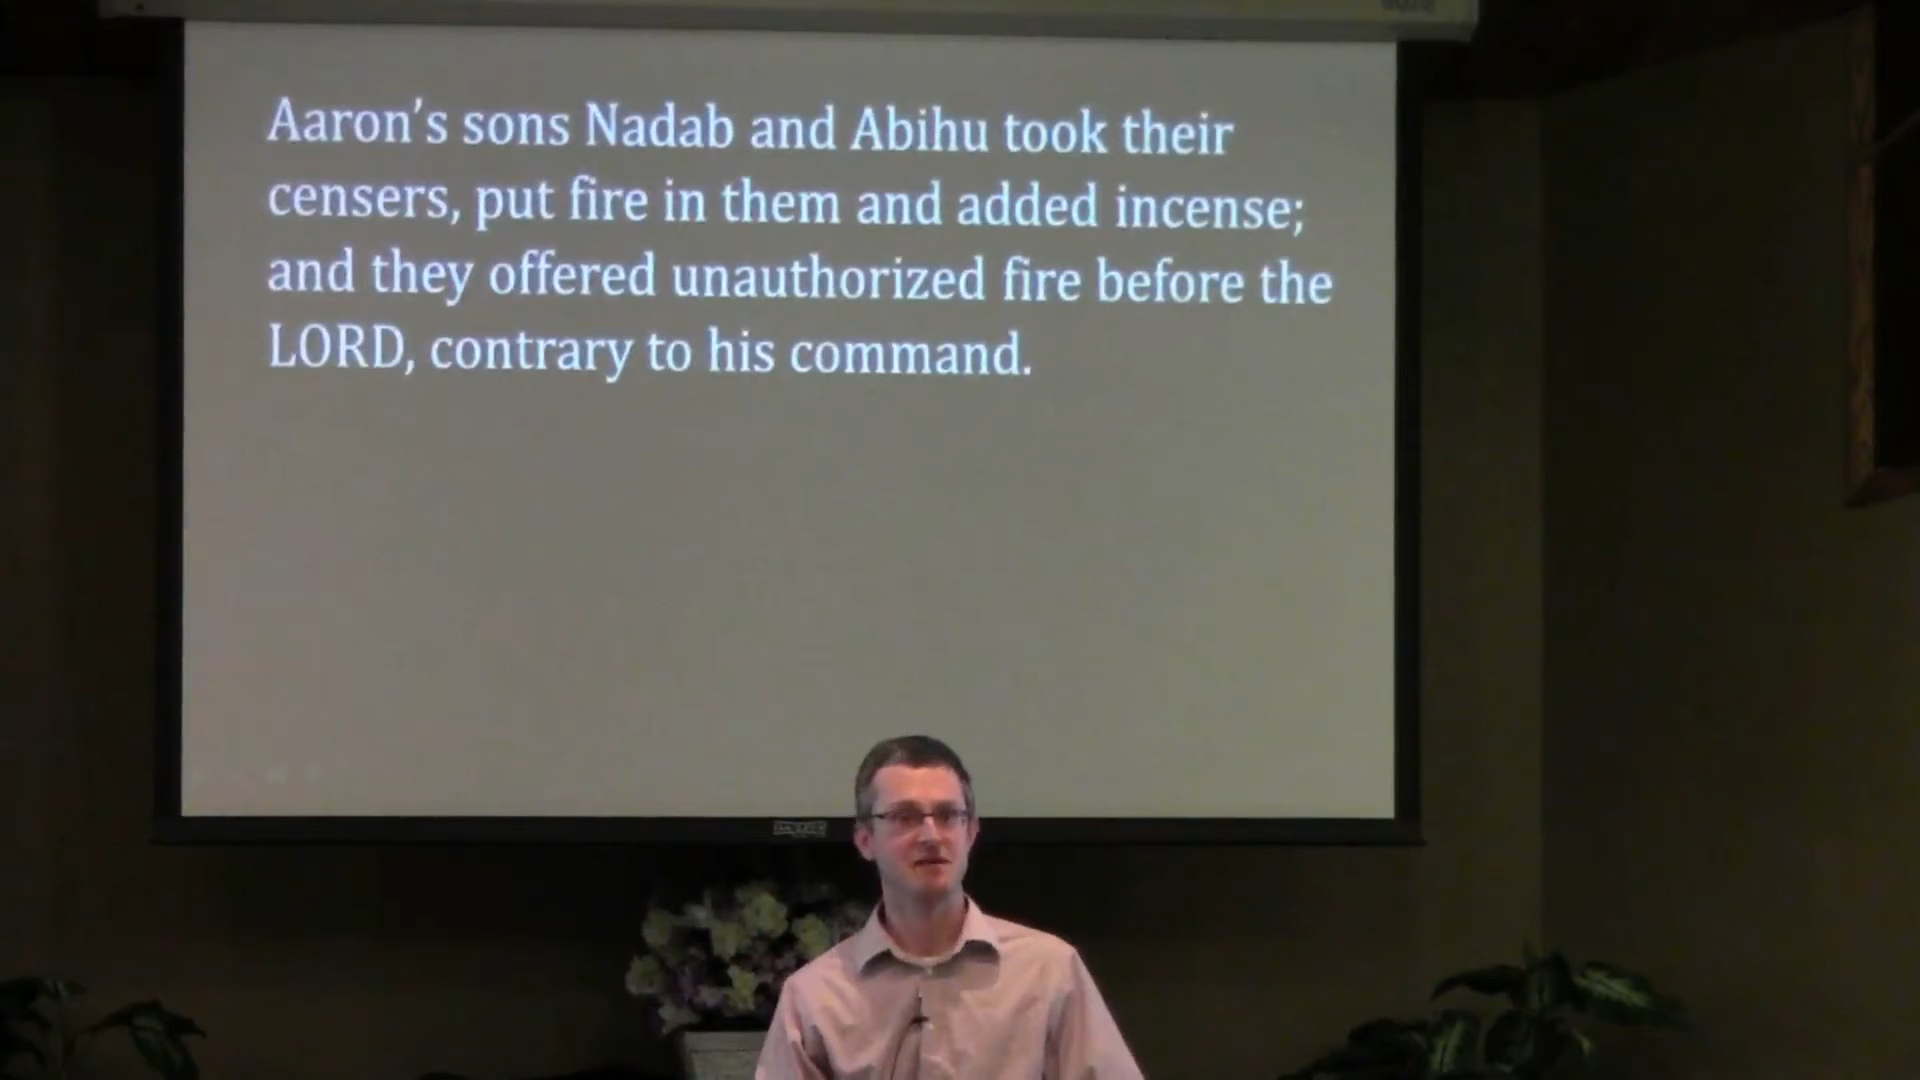 Aaron’s sons Nadab and Abihu took their
censers, put fire in them and added incense;
and they offered unauthorized fire before the
LORD, contrary to his command.